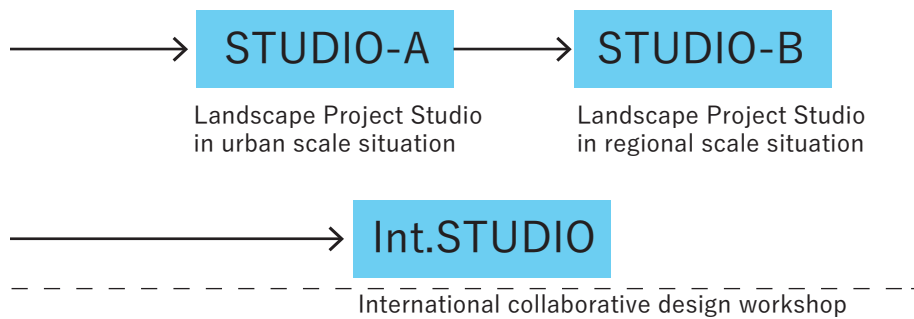 STUDIO-A
STUDIO-B
Landscape Project Studio
in urban scale situation
Landscape Project Studio
in regional scale situation
Int.STUDIO
International collaborative design workshop